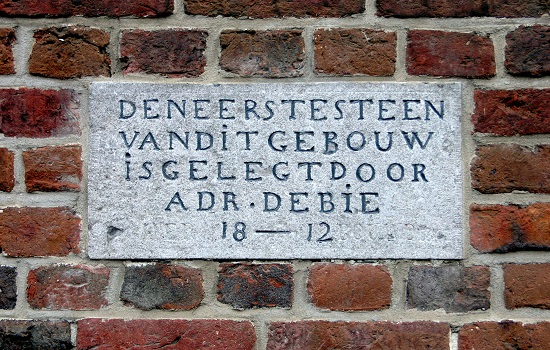 DENEERSTESTEEN
VANDiTGEBOUW
iSGELEGTDOOR
ADR·DEBiE
18—12